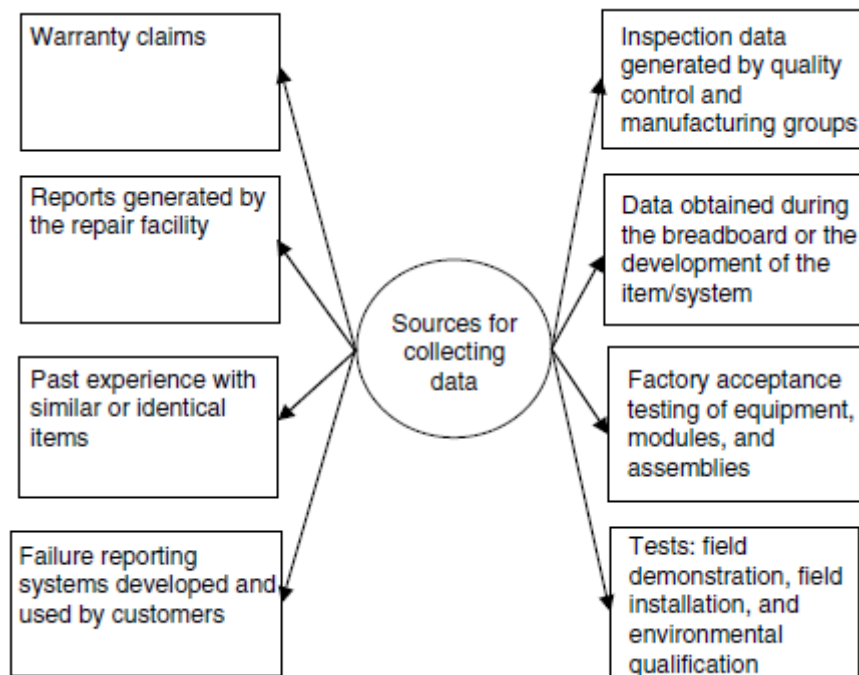 Warranty claims
Reports generated by
the repair facility
Past experience with
similar or identical
items
Failure reporting
systems developed and
used by customers
Sources for
collecting
data
Inspection data
generated by quality
control and
manufacturing groups
Data obtained during
the breadboard or the
development of the
item/system
Factory acceptance
testing of equipment,
modules, and
assemblies
Tests: field
demonstration, field
installation, and
environmental
qualification